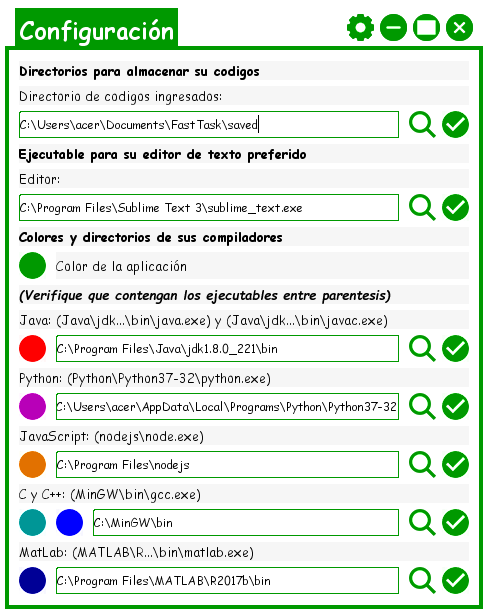 Configuración
Directorios para almacenar su codigos
Directorio de codigos ingresados:
C:\Users\acer\Documents\FastTask\saved
Ejecutable para su editor de texto preferido
Editor:
C:\Program Files\Sublime Text 3\sublime_text.exe
Colores y directorios de sus compiladores
Color de la aplicación
(Verifique que contengan los ejecutables entre parentesis)
Java: (Java\jdk...\bin\java.exe) y (Java\jdk...\bin\javac.exe)
C:\Program Files\Java\jdk1.8.0_221\bin
Python: (Python\Python37-32\python.exe)
C:\Users\acer\AppData\Local\Programs\Python\Python37-32
JavaScript: (nodejs\node.exe)
C:\Program Files\nodejs
C y C++: (MinGW\bin\gcc.exe)
C:\MinGW\bin
MatLab: (MATLAB\R...\bin\matlab.exe)
C:\Program Files\MATLAB\R2017b\bin